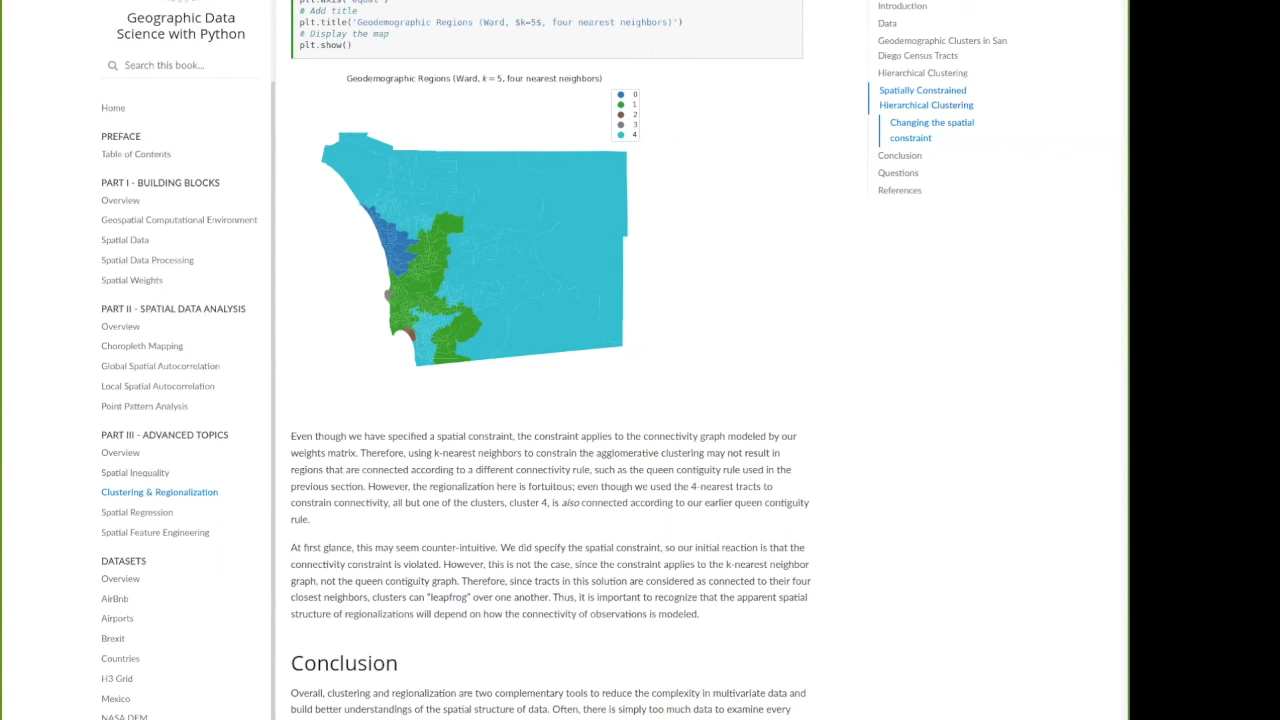 Geographic Data
Science with Python
Search this book...
Home
PREFACE
Table of Contents
PART I - BUILDING BLOCKS
Overview
Geospatial Computational Environment
Spatial Data
Spatial Data Processing
Spatial Weights
PART II - SPATIAL DATA ANALYSIS
Overview
Choropleth Mapping
Global Spatial Autocorrelation
Local Spatial Autocorrelation
Point Pattern Analysis
PART III - ADVANCED TOPICS
Overview
Spatial Inequality
Clustering & Regionalization
Spatial Regression
Spatial Feature Engineering
DATASETS
Overview
AirBnb
Airports
Brexit
Countries
H3 Grid
Mexico
NASA DEM
plt.axis('equal')
# Add title
plt.title('Geodemographic Regions (Ward, $k=5$, four nearest neighbors)')
# Display the map
plt.show()
Geodemographic Regions (Ward, k = 5, four nearest neighbors)
0
1
2
3
4
Even though we have specified a spatial constraint, the constraint applies to the connectivity graph modeled by our
weights matrix. Therefore, using k-nearest neighbors to constrain the agglomerative clustering may not result in
regions that are connected according to a different connectivity rule, such as the queen contiguity rule used in the
previous section. However, the regionalization here is fortuitous; even though we used the 4-nearest tracts to
constrain connectivity, all but one of the clusters, cluster 4, is also connected according to our earlier queen contiguity
rule.
At first glance, this may seem counter-intuitive. We did specify the spatial constraint, so our initial reaction is that the
connectivity constraint is violated. However, this is not the case, since the constraint applies to the k-nearest neighbor
graph, not the queen contiguity graph. Therefore, since tracts in this solution are considered as connected to their four
closest neighbors, clusters can “leapfrog” over one another. Thus, it is important to recognize that the apparent spatial
structure of regionalizations will depend on how the connectivity of observations is modeled.
Conclusion
Overall, clustering and regionalization are two complementary tools to reduce the complexity in multivariate data and
build better understandings of the spatial structure of data. Often, there is simply too much data to examine every
Introduction
Data
Geodemographic Clusters in San
Diego Census Tracts
Hierarchical Clustering
Spatially Constrained
Hierarchical Clustering
Changing the spatial
constraint
Conclusion
Questions
References